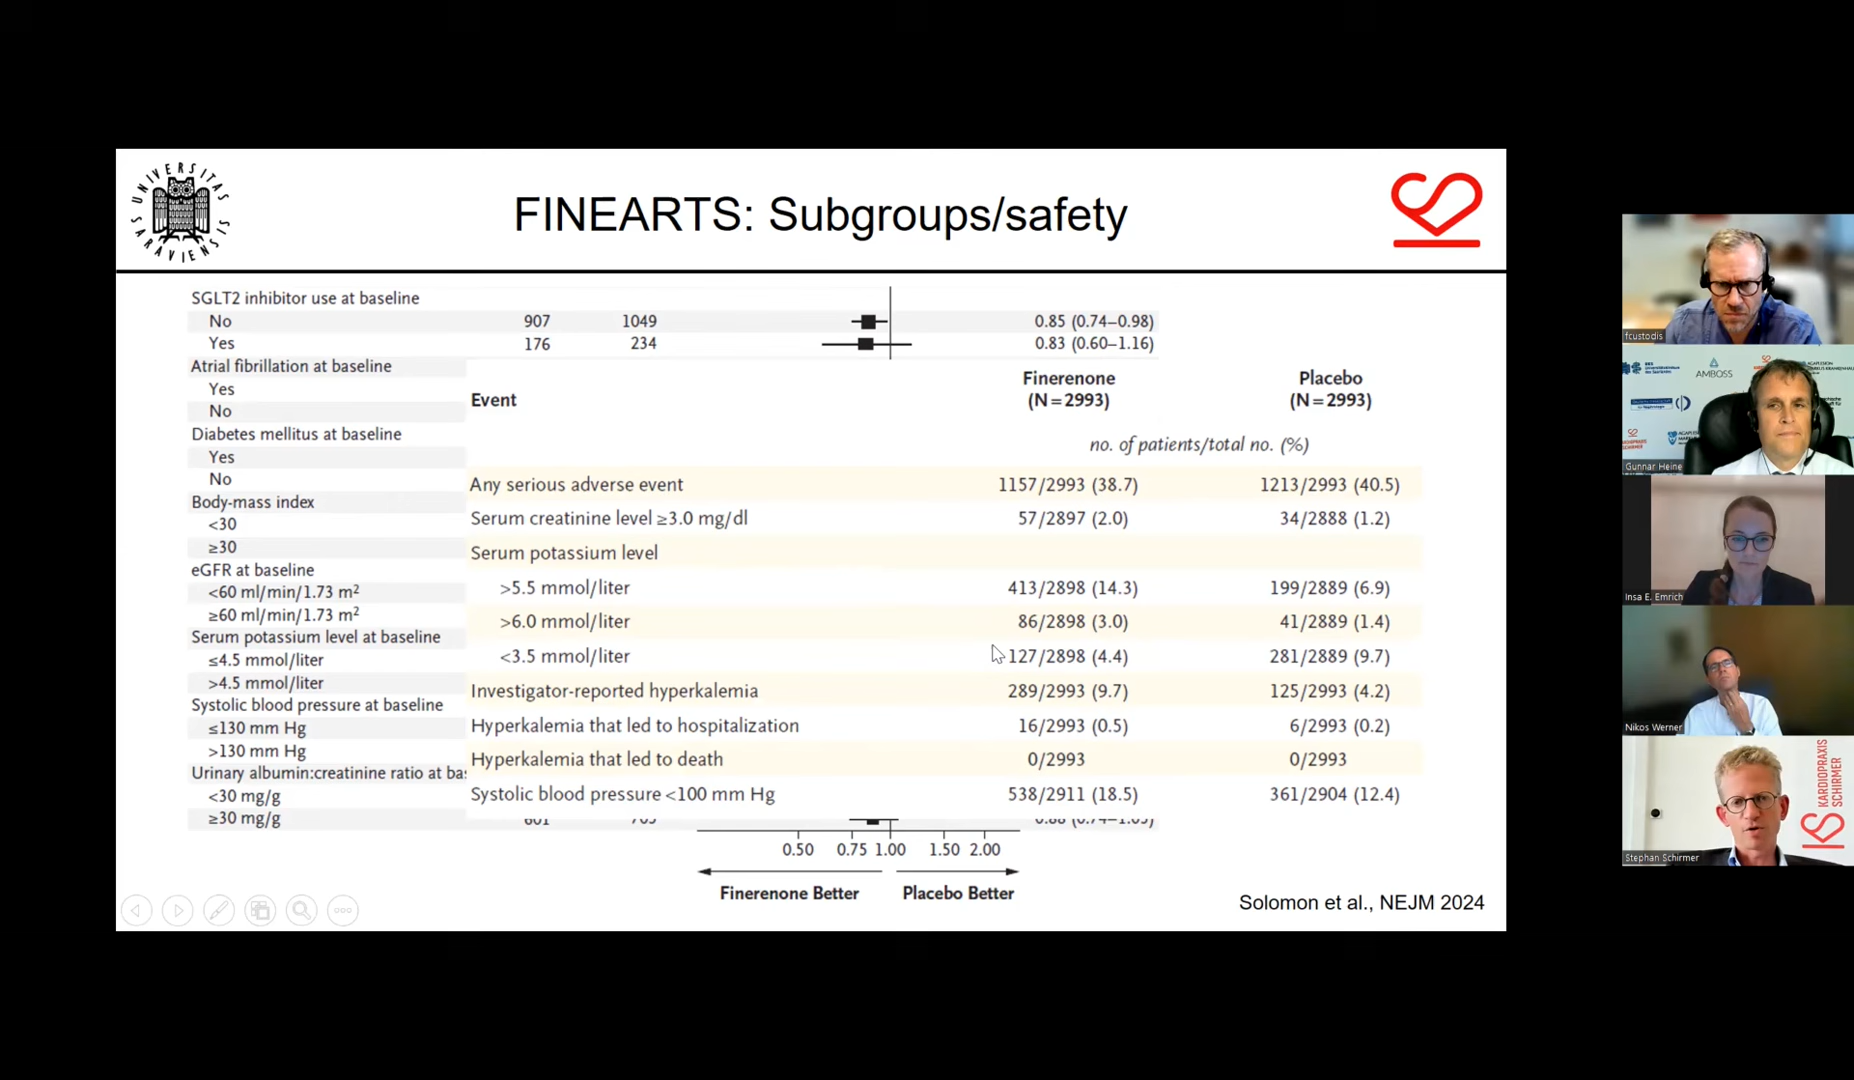 UNIVERSITAS SARAVIENSIS
FINEARTS: Subgroups/safety
SGLT2 inhibitor use at baseline
No 907 1049 0.85 (0.74–0.98)
Yes 176 234 0.83 (0.60–1.16)
Atrial fibrillation at baseline
Yes
No
Diabetes mellitus at baseline
Yes
No
Body-mass index
<30
≥30
eGFR at baseline
<60 ml/min/1.73 m²
≥60 ml/min/1.73 m²
Serum potassium level at baseline
≤4.5 mmol/liter
>4.5 mmol/liter
Systolic blood pressure at baseline
≤130 mm Hg
>130 mm Hg
Urinary albumin:creatinine ratio at bas
<30 mg/g
≥30 mg/g
Event
Finerenone
(N=2993)
Placebo
(N=2993)
no. of patients/total no. (%)
Any serious adverse event 1157/2993 (38.7) 1213/2993 (40.5)
Serum creatinine level ≥3.0 mg/dl 57/2897 (2.0) 34/2888 (1.2)
Serum potassium level
>5.5 mmol/liter 413/2898 (14.3) 199/2889 (6.9)
>6.0 mmol/liter 86/2898 (3.0) 41/2889 (1.4)
<3.5 mmol/liter 127/2898 (4.4) 281/2889 (9.7)
Investigator-reported hyperkalemia 289/2993 (9.7) 125/2993 (4.2)
Hyperkalemia that led to hospitalization 16/2993 (0.5) 6/2993 (0.2)
Hyperkalemia that led to death 0/2993 0/2993
Systolic blood pressure <100 mm Hg 538/2911 (18.5) 361/2904 (12.4)
0.50 0.75 1.00 1.50 2.00
Finerenone Better Placebo Better
Solomon et al., NEJM 2024
fcustodis
AMBOSS
Gunnar Heine
Insa E. Emrich
Nikos Werner
KARDIOPRAXIS
SCHIRMER
Stephan Schirmer